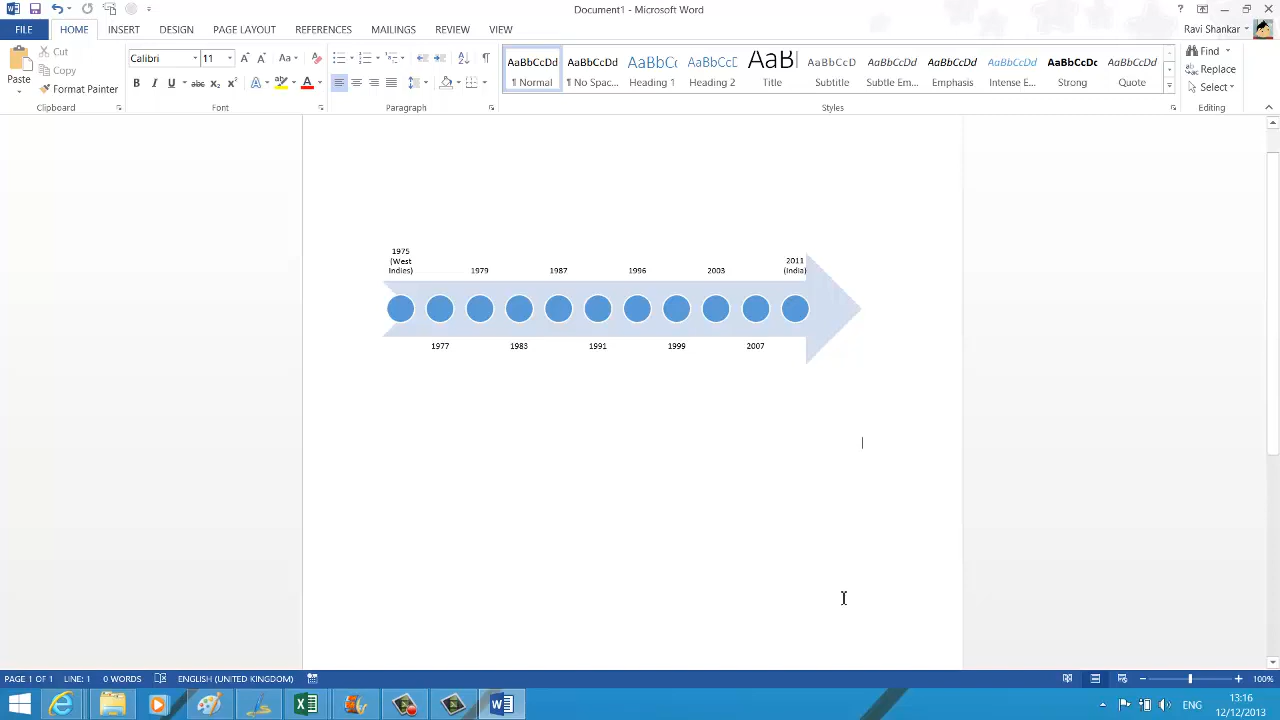 Document1 - Microsoft Word
FILE HOME INSERT DESIGN PAGE LAYOUT REFERENCES MAILINGS REVIEW VIEW Ravi Shankar
Paste
Cut
Copy
Format Painter
Clipboard
Calibri 11
Font
Paragraph
AaBbCcDd
¶ Normal
AaBbCcDd
¶ No Spac...
AaBbCc
Heading 1
AaBbCcE
Heading 2
AaB
Title
AaBbCcD
Subtitle
AaBbCcDd
Subtle Em...
AaBbCcDd
Emphasis
AaBbCcDd
Intense E...
AaBbCcDc
Strong
AaBbCcDd
Quote
Styles
Find
Replace
Select
Editing
1975
(West
Indies)
1979
1987
1996
2003
2011
(India)
1977
1983
1991
1999
2007
PAGE 1 OF 1 LINE: 1 0 WORDS ENGLISH (UNITED KINGDOM) 100%
ENG
13:16
12/12/2013